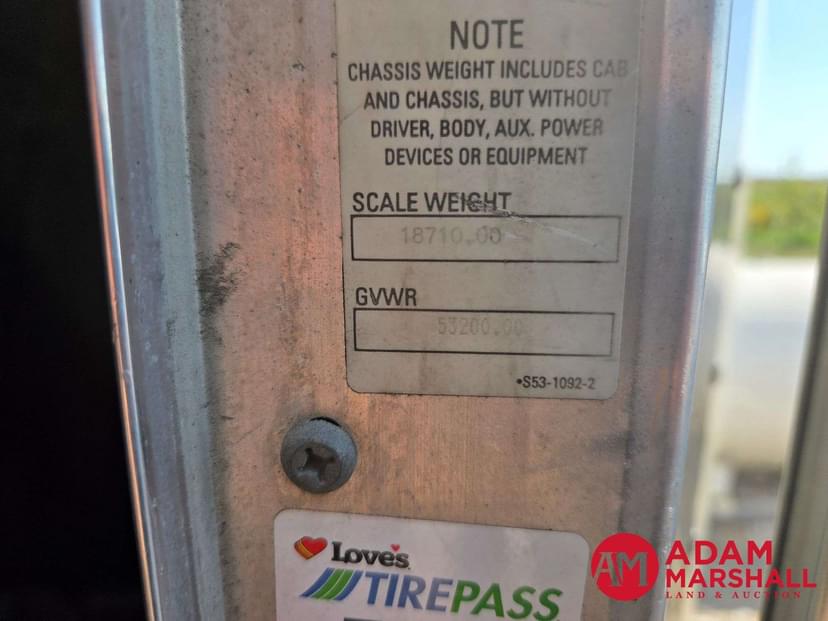 NOTE
CHASSIS WEIGHT INCLUDES CAB
AND CHASSIS, BUT WITHOUT
DRIVER, BODY, AUX. POWER
DEVICES OR EQUIPMENT
SCALE WEIGHT
18710.00
GVWR
53200.00
•S53-1092-2
Love's
TIREPASS
AM ADAM
MARSHALL
LAND & AUCTION